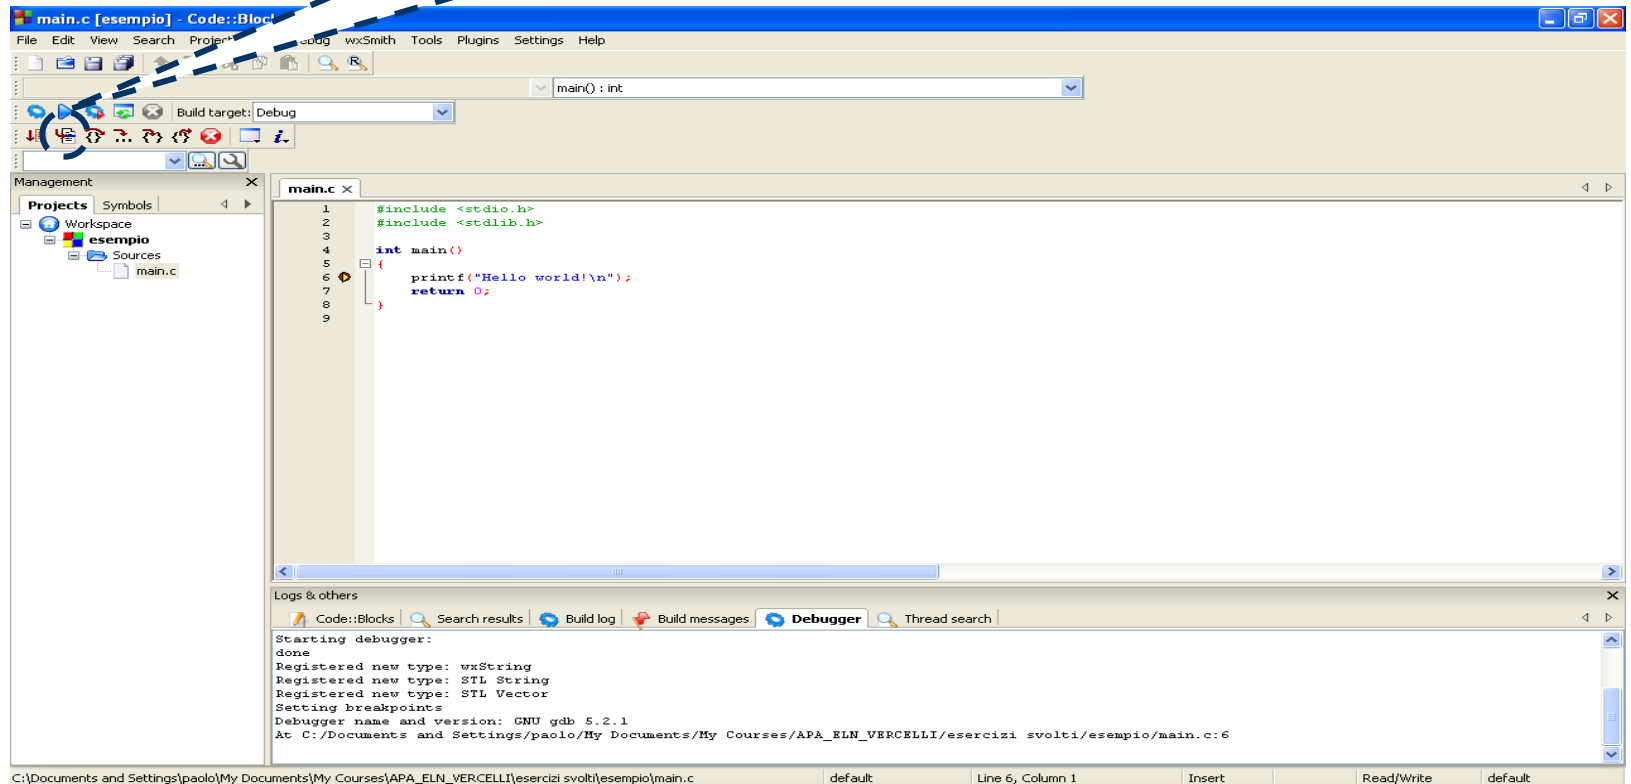 main.c [esempio] - Code::Bloc
File Edit View Search Project Debug wxSmith Tools Plugins Settings Help
main() : int
Build target: Debug
Management
Projects Symbols
Workspace
esempio
Sources
main.c
main.c
1 #include <stdio.h>
2 #include <stdlib.h>
3
4 int main()
5 {
6 printf("Hello world!\n");
7 return 0;
8 }
9
Logs & others
Code::Blocks Search results Build log Build messages Debugger Thread search
Starting debugger:
done
Registered new type: wxString
Registered new type: STL String
Registered new type: STL Vector
Setting breakpoints
Debugger name and version: GNU gdb 5.2.1
At C:/Documents and Settings/paolo/My Documents/My Courses/APA_ELN_VERCELLI/esercizi svolti/esempio/main.c:6
C:\Documents and Settings\paolo\My Documents\My Courses\APA_ELN_VERCELLI\esercizi svolti\esempio\main.c default Line 6, Column 1 Insert Read/Write default